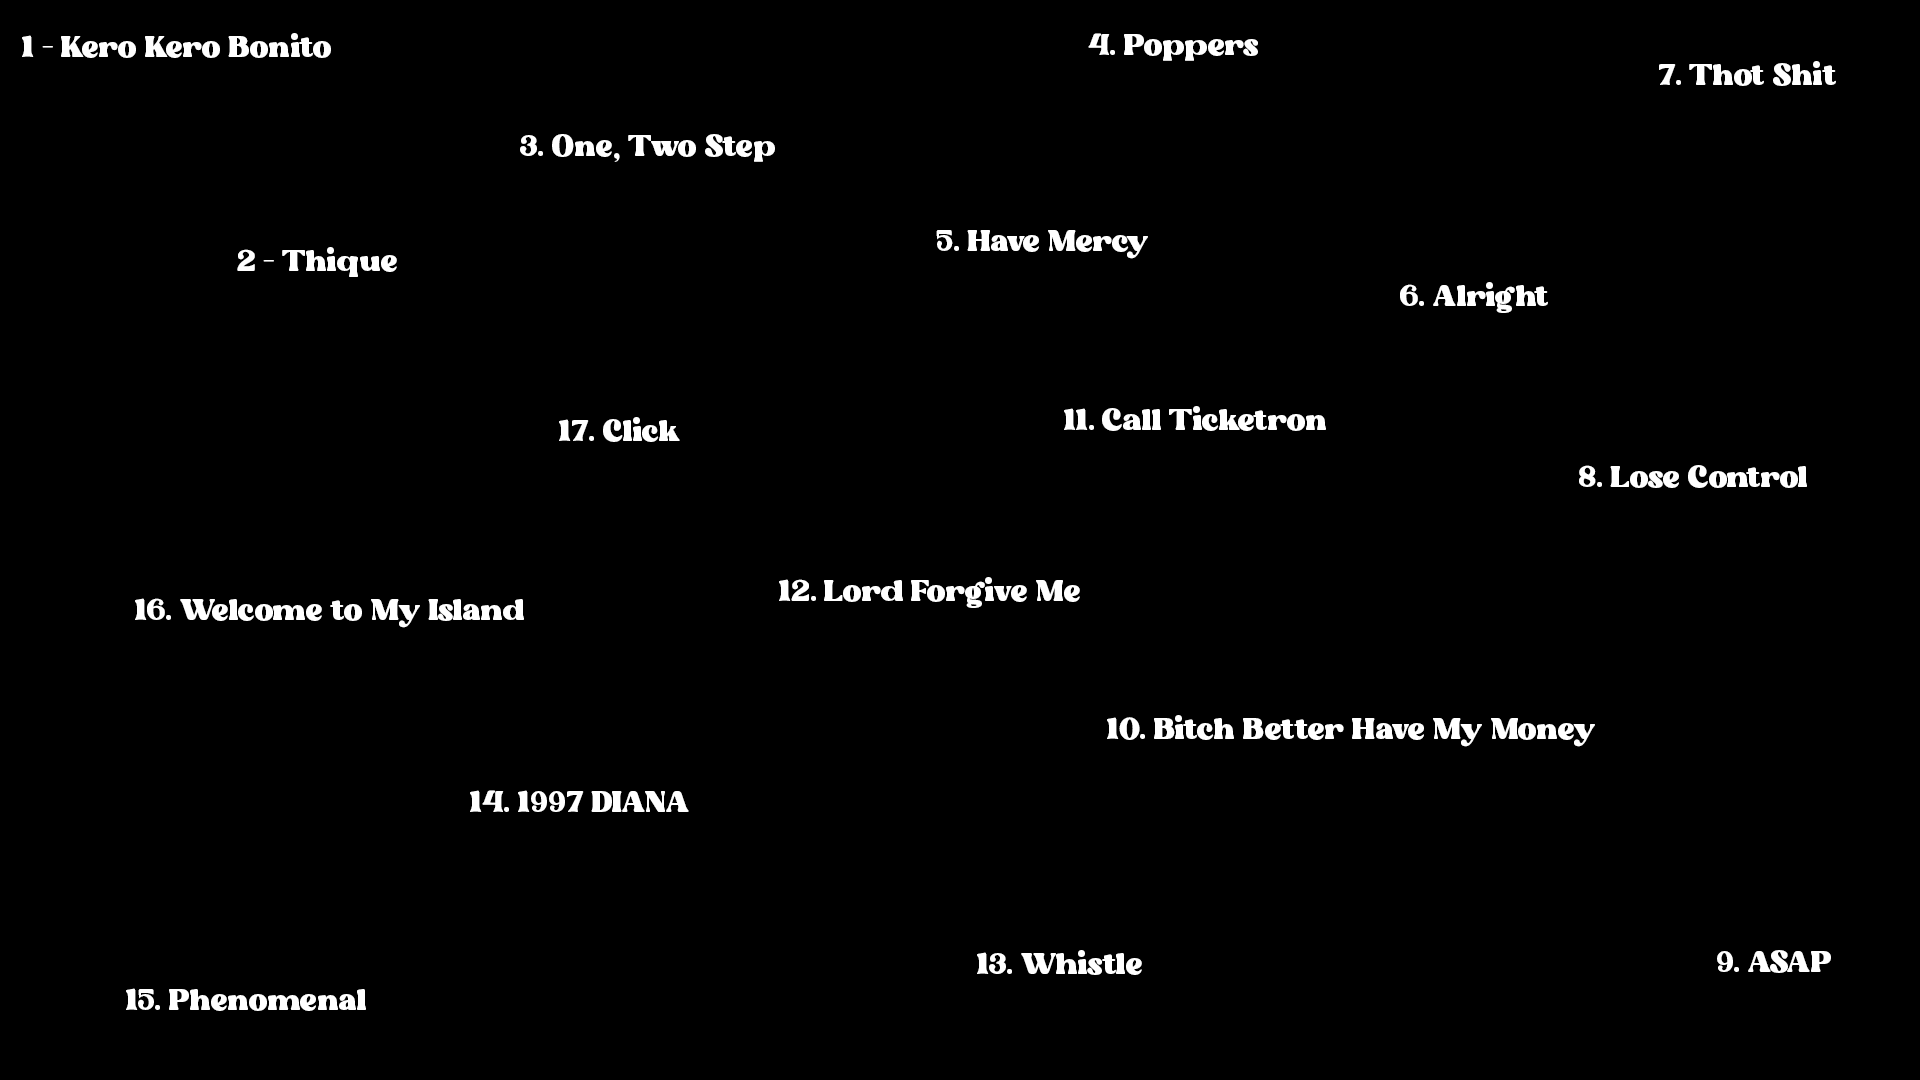 1 - Kero Kero Bonito
2 - Thique
3. One, Two Step
4. Poppers
5. Have Mercy
6. Alright
7. Thot Shit
8. Lose Control
9. ASAP
10. Bitch Better Have My Money
11. Call Ticketron
12. Lord Forgive Me
13. Whistle
14. 1997 DIANA
15. Phenomenal
16. Welcome to My Island
17. Click